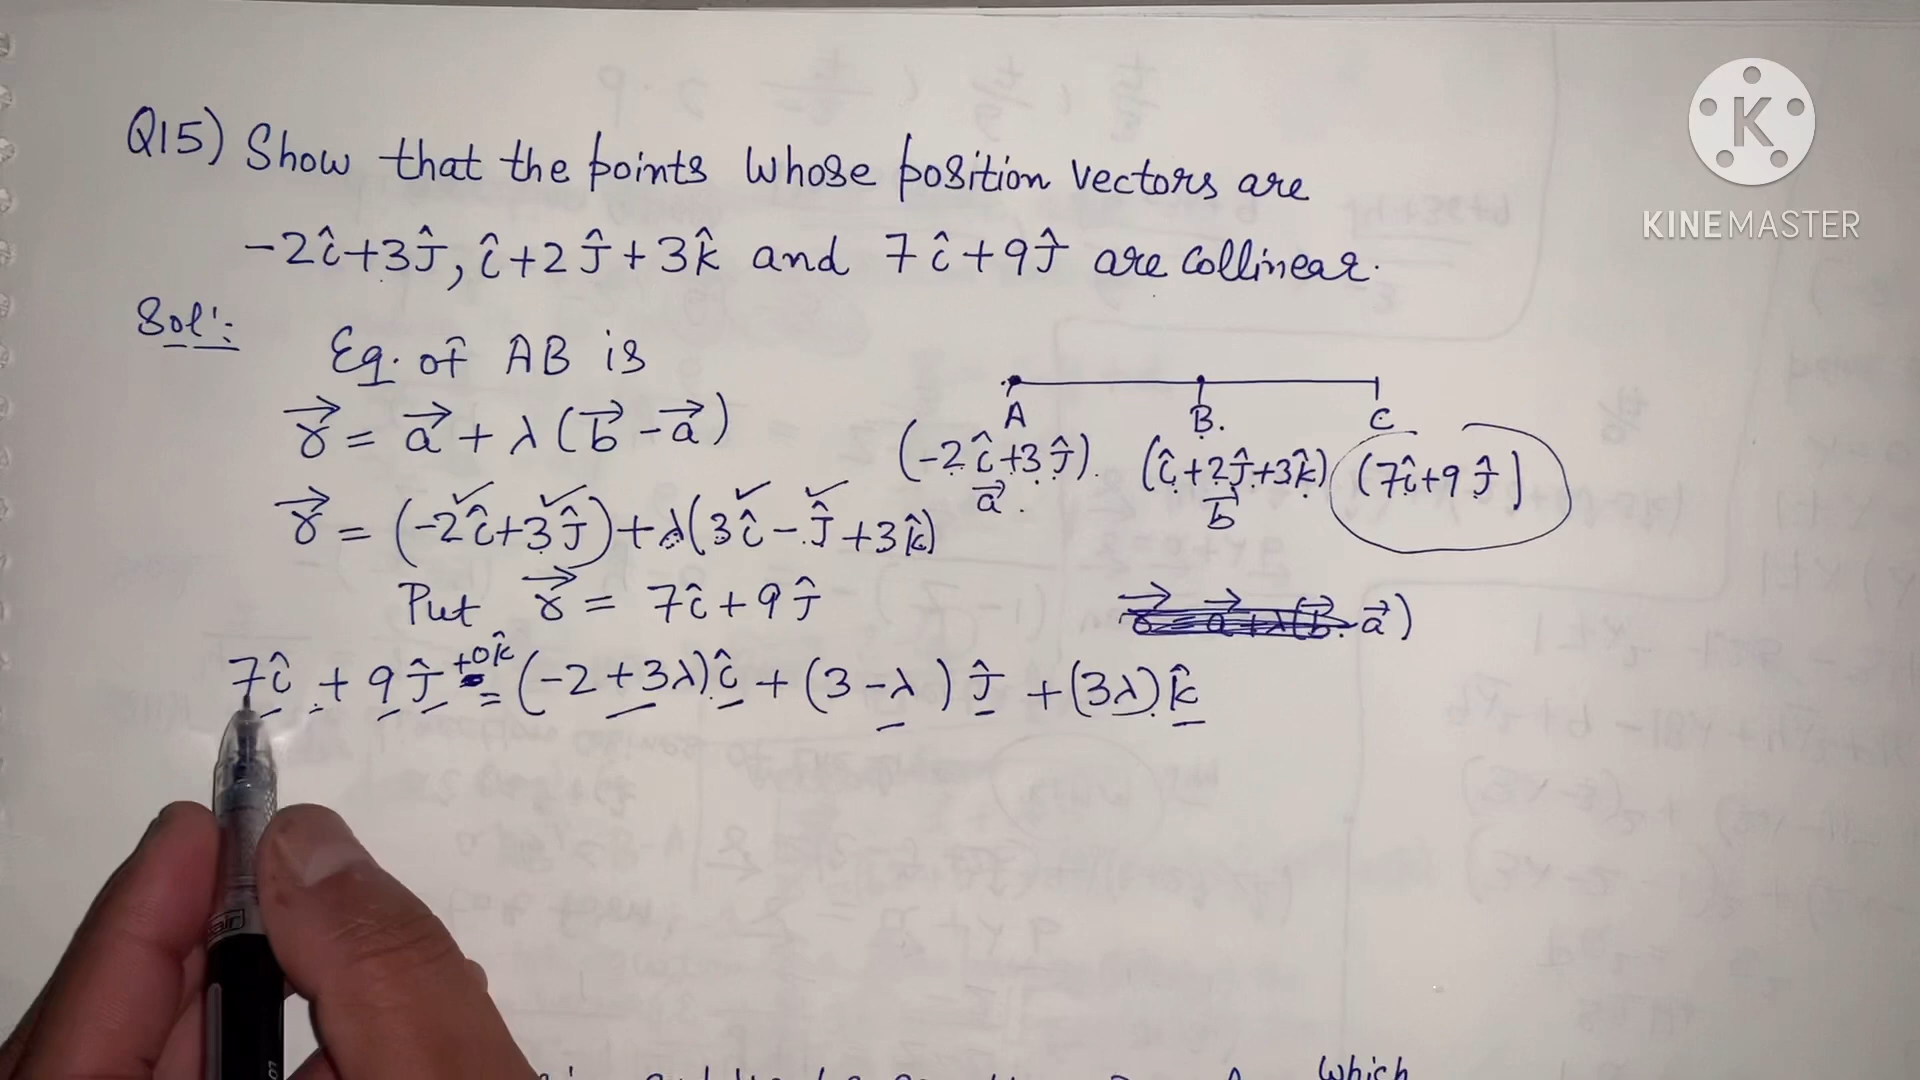 Q15) Show that the points whose position vectors are
-2î+3ĵ, î+2ĵ+3k̂ and 7î+9ĵ are collinear.
Sol':
Eq. of AB is
r⃗ = a⃗ + λ(b⃗ - a⃗)
r⃗ = (-2î+3ĵ)+λ(3î-ĵ+3k̂)
Put r⃗ = 7î+9ĵ
7î + 9ĵ +0k̂ = (-2+3λ)î + (3-λ)ĵ + (3λ)k̂
A B. C
(-2î+3ĵ). (î+2ĵ+3k̂) (7î+9ĵ)
a⃗. b⃗
r⃗ = a⃗+λ(b⃗-a⃗)
which
K
KINEMASTER